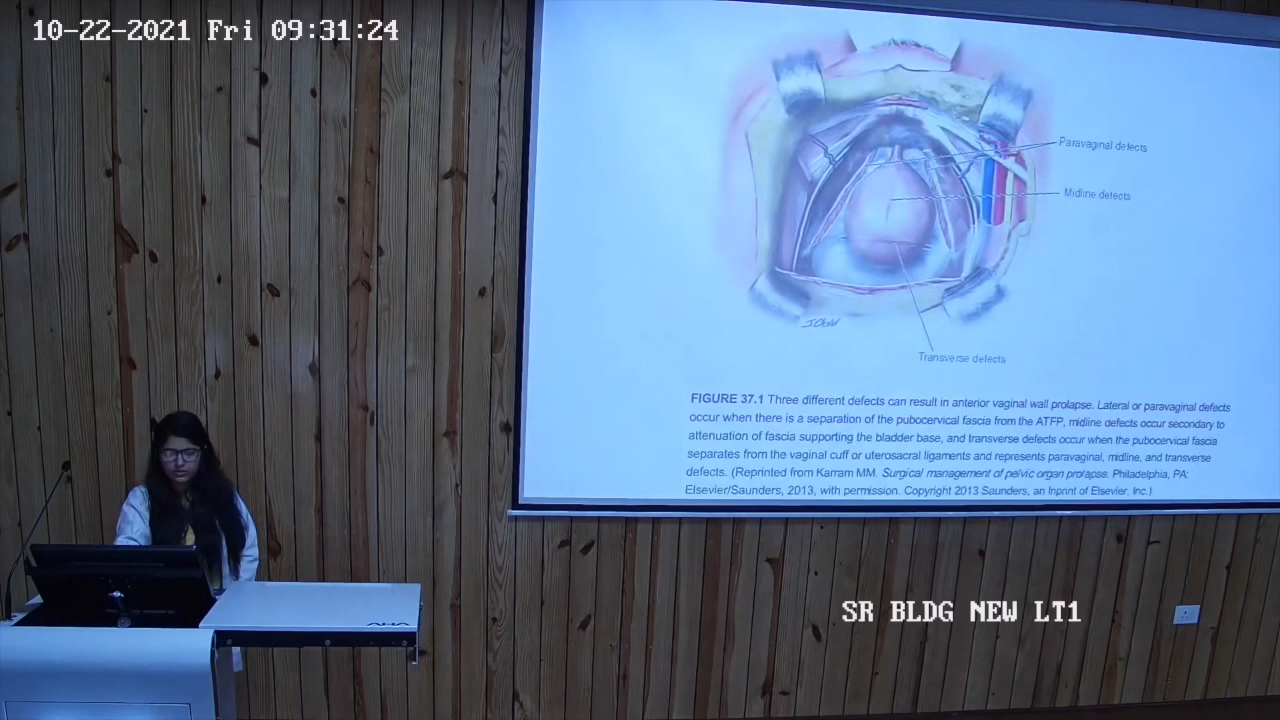 10-22-2021 Fri 09:31:24
Paravaginal defects
Midline defects
Transverse defects
FIGURE 37.1 Three different defects can result in anterior vaginal wall prolapse. Lateral or paravaginal defects
occur when there is a separation of the pubocervical fascia from the ATFP, midline defects occur secondary to
attenuation of fascia supporting the bladder base, and transverse defects occur when the pubocervical fascia
separates from the vaginal cuff or uterosacral ligaments and represents paravaginal, midline, and transverse
defects. (Reprinted from Karram MM. Surgical management of pelvic organ prolapse. Philadelphia, PA:
Elsevier/Saunders, 2013, with permission. Copyright 2013 Saunders, an Inprint of Elsevier, Inc.)
SR BLDG NEW LT1
AHA